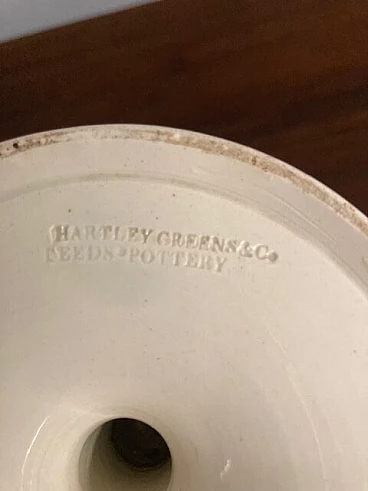 HARTLEY GREENS & Co
LEEDS * POTTERY